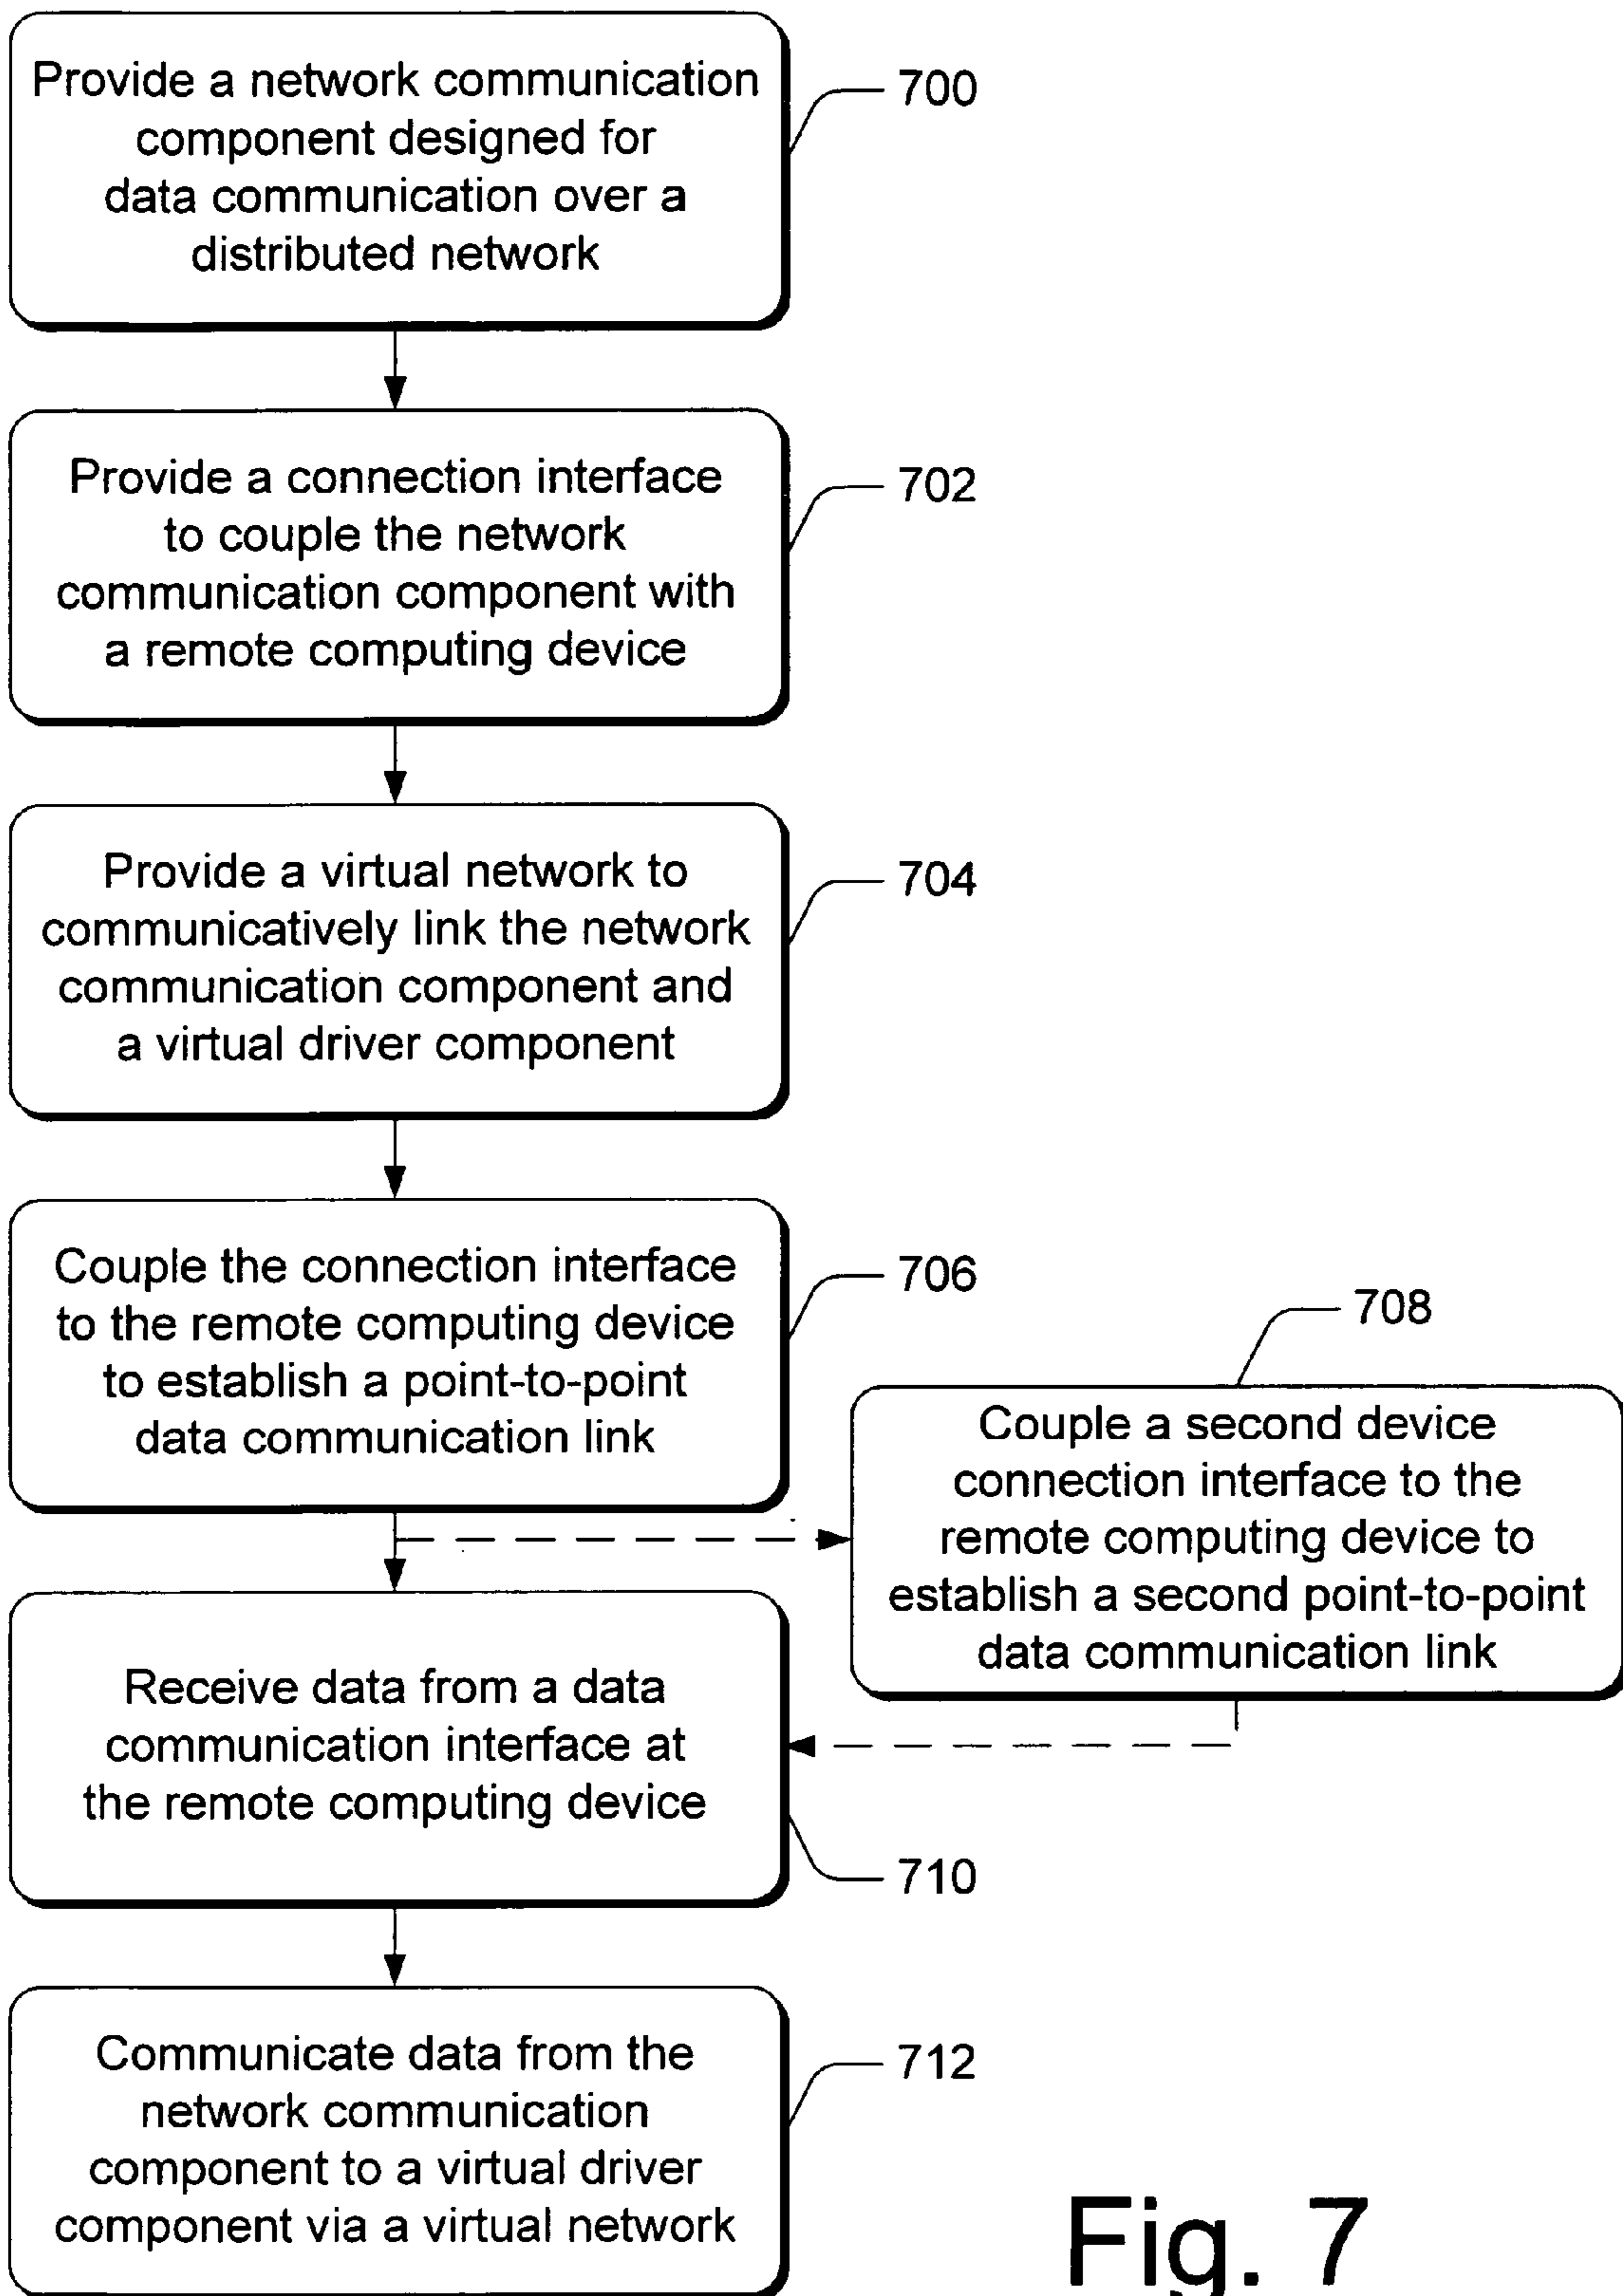 Provide a network communication
component designed for
data communication over a
distributed network
700
Provide a connection interface
to couple the network
communication component with
a remote computing device
702
Provide a virtual network to
communicatively link the network
communication component and
a virtual driver component
704
Couple the connection interface
to the remote computing device
to establish a point-to-point
data communication link
706
708
Couple a second device
connection interface to the
remote computing device to
establish a second point-to-point
data communication link
Receive data from a data
communication interface at
the remote computing device
710
Communicate data from the
network communication
component to a virtual driver
component via a virtual network
712
Fig. 7